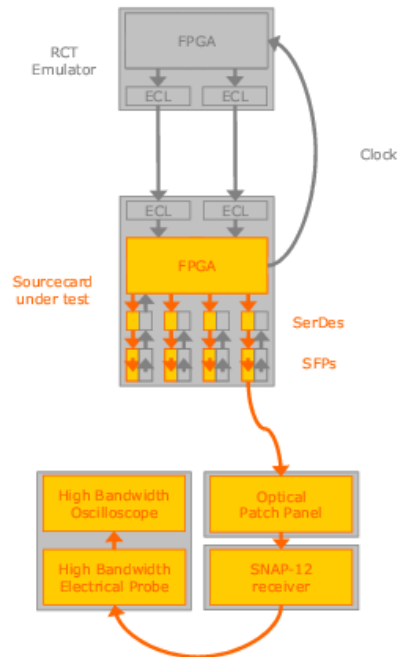 FPGA
RCT
Emulator
ECL
ECL
Clock
ECL
ECL
FPGA
Sourcecard
under test
SerDes
SFPs
High Bandwidth
Oscilloscope
Optical
Patch Panel
High Bandwidth
Electrical Probe
SNAP-12
receiver